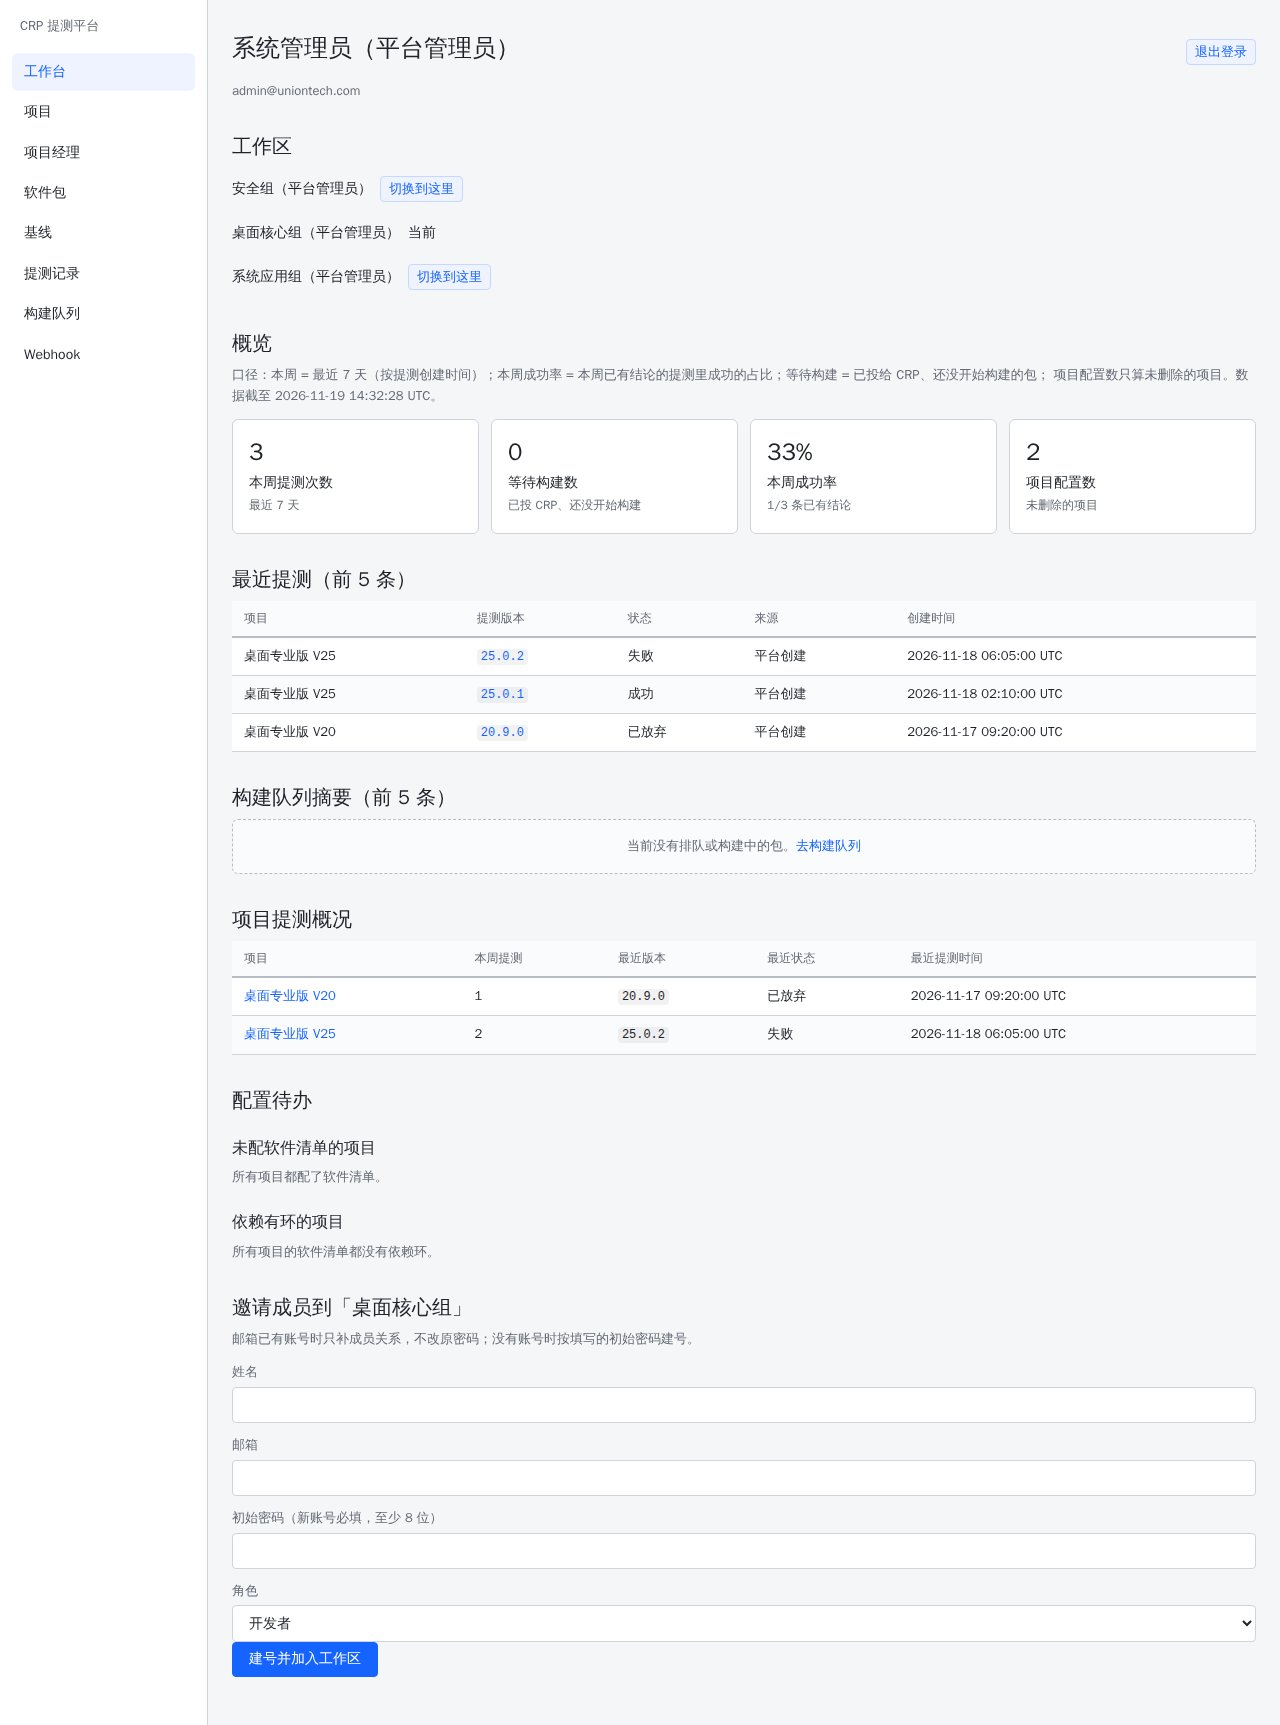 CRP 提测平台
工作台
项目
项目经理
软件包
基线
提测记录
构建队列
Webhook
系统管理员（平台管理员）
退出登录
admin@uniontech.com
工作区
安全组（平台管理员） 切换到这里
桌面核心组（平台管理员） 当前
系统应用组（平台管理员） 切换到这里
概览
口径：本周 = 最近 7 天（按提测创建时间）；本周成功率 = 本周已有结论的提测里成功的占比；等待构建 = 已投给 CRP、还没开始构建的包； 项目配置数只算未删除的项目。数
据截至 2026-11-19 14:32:28 UTC。
3
本周提测次数
最近 7 天
0
等待构建数
已投 CRP、还没开始构建
33%
本周成功率
1/3 条已有结论
2
项目配置数
未删除的项目
最近提测（前 5 条）
项目 提测版本 状态 来源 创建时间
桌面专业版 V25 25.0.2 失败 平台创建 2026-11-18 06:05:00 UTC
桌面专业版 V25 25.0.1 成功 平台创建 2026-11-18 02:10:00 UTC
桌面专业版 V20 20.9.0 已放弃 平台创建 2026-11-17 09:20:00 UTC
构建队列摘要（前 5 条）
当前没有排队或构建中的包。去构建队列
项目提测概况
项目 本周提测 最近版本 最近状态 最近提测时间
桌面专业版 V20 1 20.9.0 已放弃 2026-11-17 09:20:00 UTC
桌面专业版 V25 2 25.0.2 失败 2026-11-18 06:05:00 UTC
配置待办
未配软件清单的项目
所有项目都配了软件清单。
依赖有环的项目
所有项目的软件清单都没有依赖环。
邀请成员到「桌面核心组」
邮箱已有账号时只补成员关系，不改原密码；没有账号时按填写的初始密码建号。
姓名
邮箱
初始密码（新账号必填，至少 8 位）
角色
开发者
建号并加入工作区